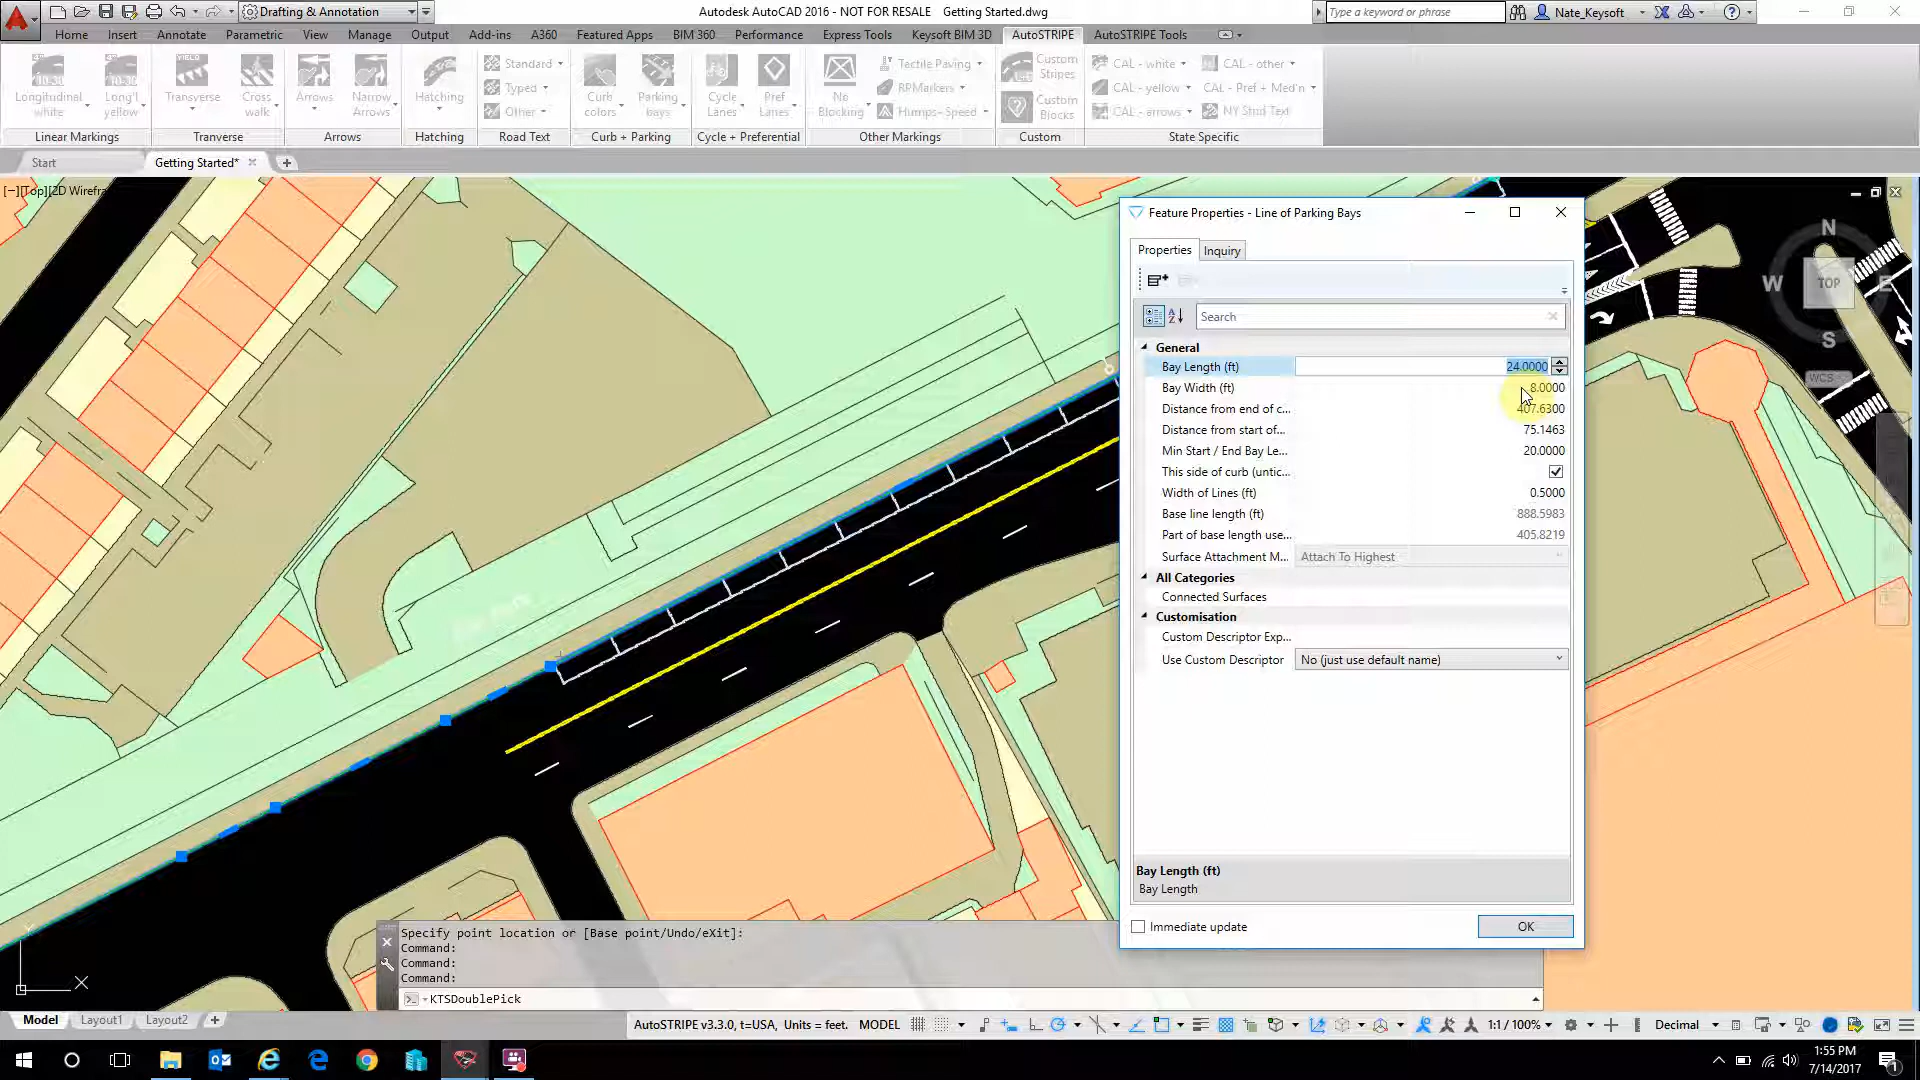 Drafting & Annotation
Autodesk AutoCAD 2016 - NOT FOR RESALE Getting Started.dwg
Type a keyword or phrase
Nate_Keysoft
Home Insert Annotate Parametric View Manage Output Add-ins A360 Featured Apps BIM 360 Performance Express Tools Keysoft BIM 3D AutoSTRIPE AutoSTRIPE Tools
Longitudinal white
Long'l yellow
Transverse
Cross walk
Arrows
Narrow Arrows
Hatching
Standard
Typed
Other
Curb colors
Parking bays
Cycle Lanes
Pref Lanes
No Blocking
Tectile Paving
RPMarkers
Humps- Speed
Custom Stripes
Custom Blocks
CAL - white
CAL - yellow
CAL - arrows
CAL - other
CAL - Pref + Med'n
NY Stnd Text
Linear Markings Tranverse Arrows Hatching Road Text Curb + Parking Cycle + Preferential Other Markings Custom State Specific
Start Getting Started*
[−][Top][2D Wirefra
N
W TOP E
S
WCS
Feature Properties - Line of Parking Bays
Properties Inquiry
Search
General
Bay Length (ft) 24.0000
Bay Width (ft) 8.0000
Distance from end of c... 407.6300
Distance from start of... 75.1463
Min Start / End Bay Le... 20.0000
This side of curb (untic...
Width of Lines (ft) 0.5000
Base line length (ft) 888.5983
Part of base length use... 405.8219
Surface Attachment M... Attach To Highest
All Categories
Connected Surfaces
Customisation
Custom Descriptor Exp...
Use Custom Descriptor No (just use default name)
Bay Length (ft)
Bay Length
Immediate update OK
Specify point location or [Base point/Undo/eXit]:
Command:
Command:
Command:
KTSDoublePick
X
Model Layout1 Layout2
AutoSTRIPE v3.3.0, t=USA, Units = feet. MODEL 1:1 / 100% Decimal
1:55 PM
7/14/2017
1